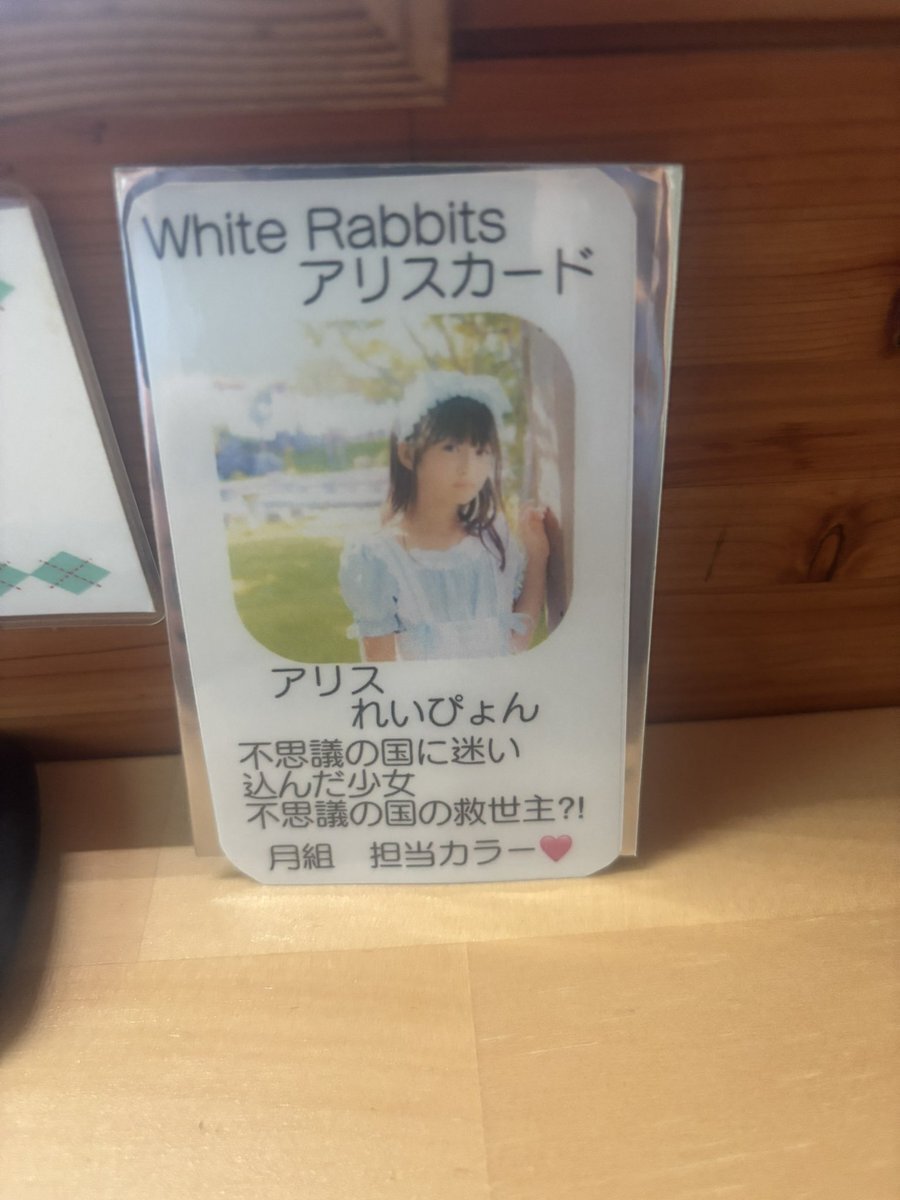 White Rabbits
アリスカード
アリス
れいぴょん
不思議の国に迷い
込んだ少女
不思議の国の救世主?!
月組　担当カラー♥